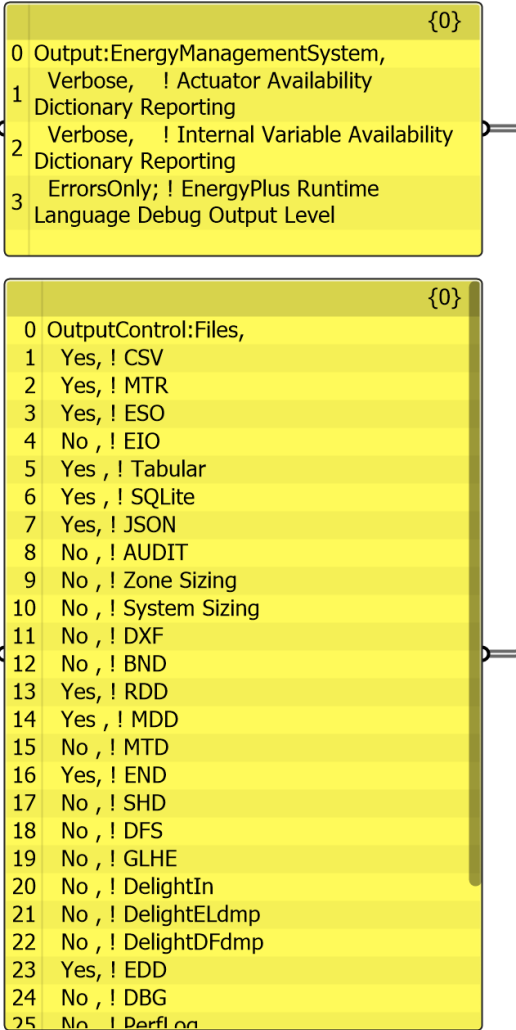 {0}
0 Output:EnergyManagementSystem,
1 Verbose, ! Actuator Availability
Dictionary Reporting
2 Verbose, ! Internal Variable Availability
Dictionary Reporting
3 ErrorsOnly; ! EnergyPlus Runtime
Language Debug Output Level
{0}
0 OutputControl:Files,
1 Yes, ! CSV
2 Yes, ! MTR
3 Yes, ! ESO
4 No , ! EIO
5 Yes , ! Tabular
6 Yes , ! SQLite
7 Yes, ! JSON
8 No , ! AUDIT
9 No , ! Zone Sizing
10 No , ! System Sizing
11 No , ! DXF
12 No , ! BND
13 Yes, ! RDD
14 Yes , ! MDD
15 No , ! MTD
16 Yes, ! END
17 No , ! SHD
18 No , ! DFS
19 No , ! GLHE
20 No , ! DelightIn
21 No , ! DelightELdmp
22 No , ! DelightDFdmp
23 Yes, ! EDD
24 No , ! DBG
25 No , ! PerfLog